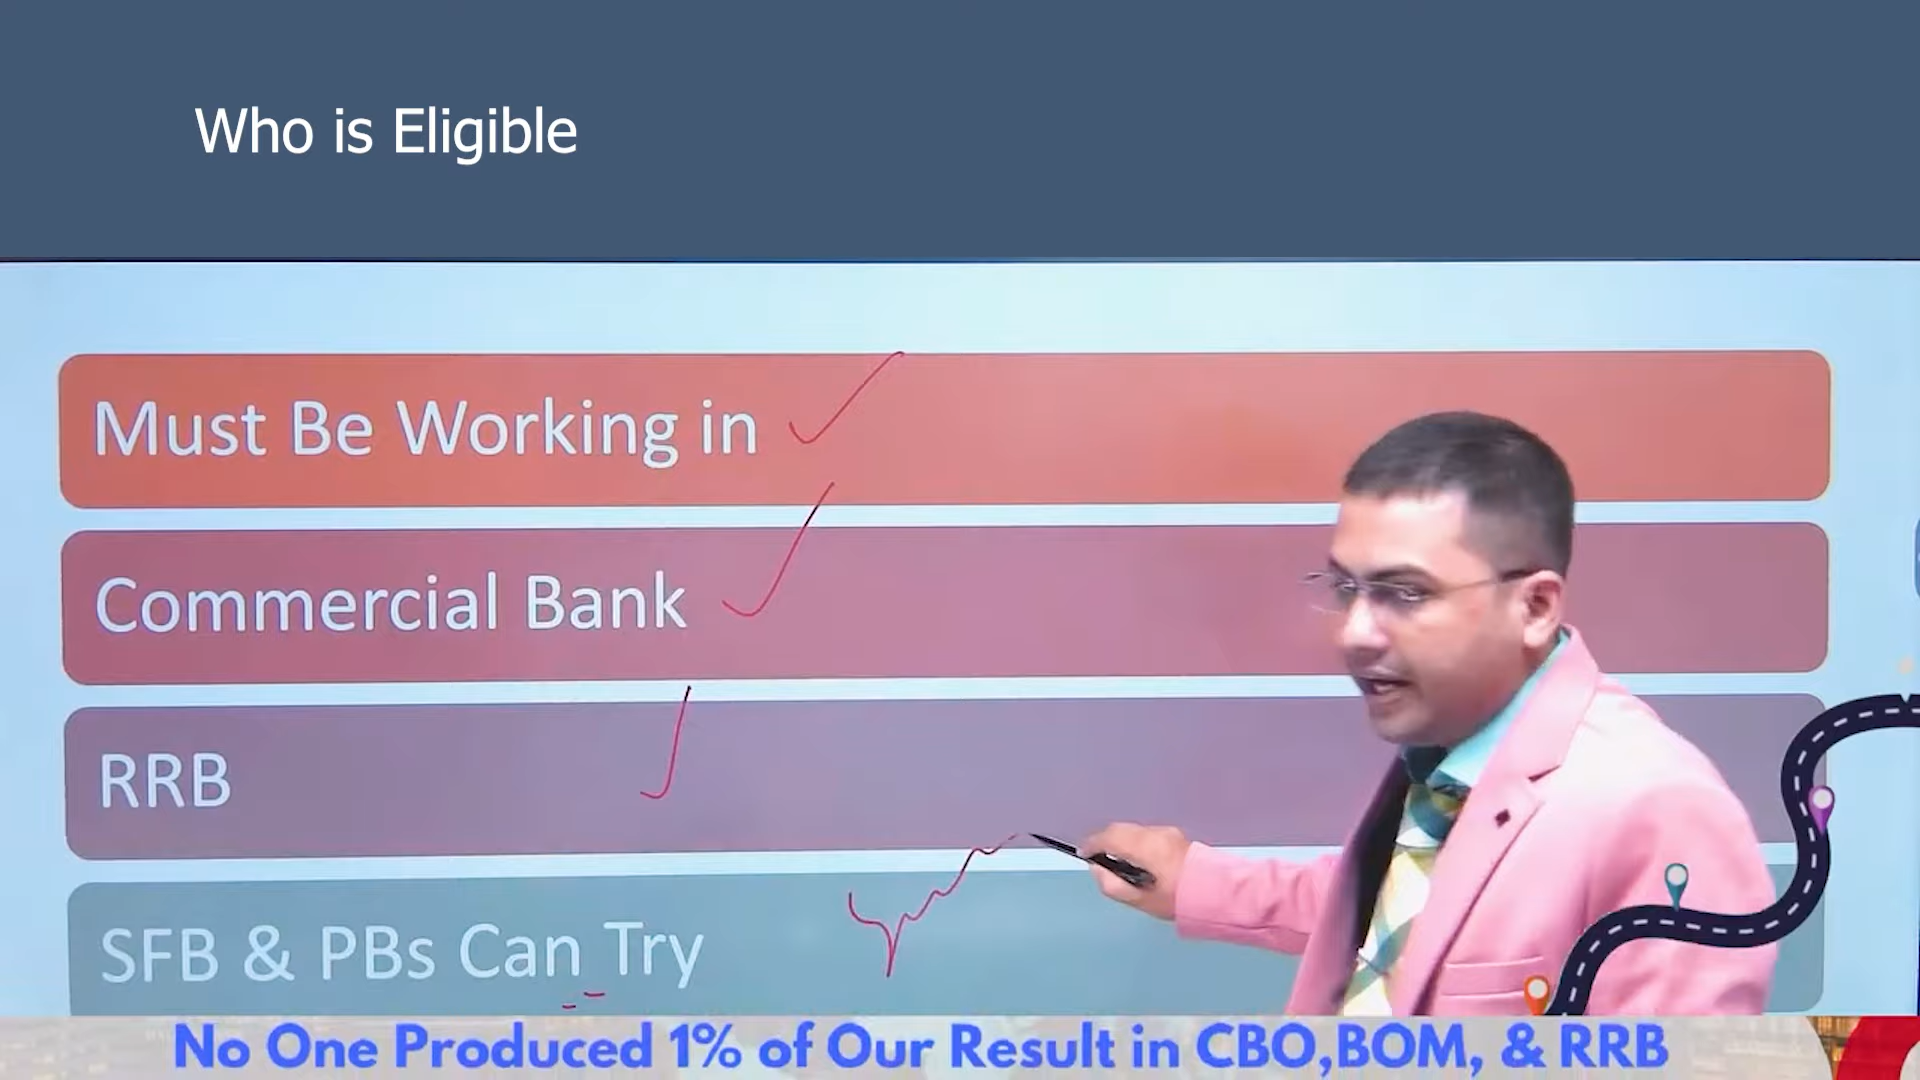 Who is Eligible
Must Be Working in
Commercial Bank
RRB
SFB & PBs Can Try
No One Produced 1% of Our Result in CBO,BOM, & RRB